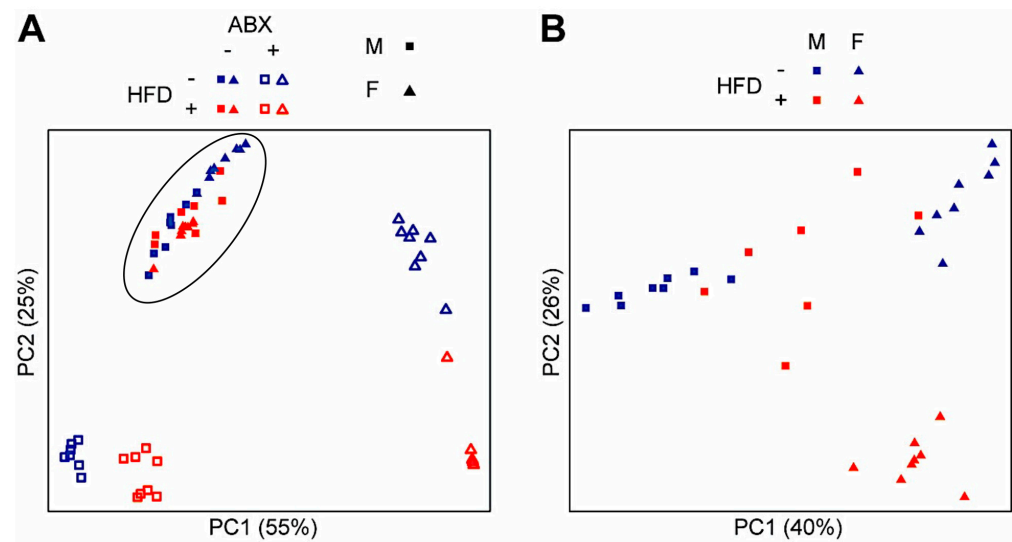 A
ABX
- +
M
HFD
-
+
F
PC2 (25%)
PC1 (55%)
B
M F
HFD
-
+
PC2 (26%)
PC1 (40%)